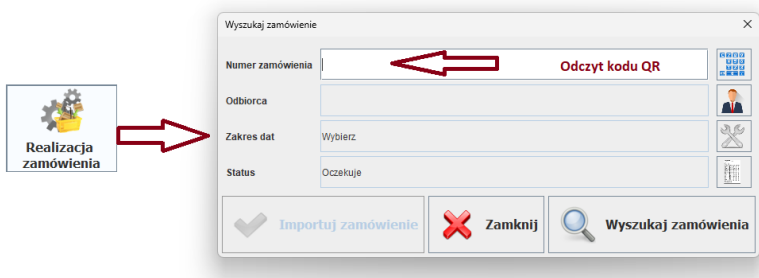 Wyszukaj zamówienie
Numer zamówienia
Odczyt kodu QR
Odbiorca
Zakres dat
Wybierz
Realizacja
zamówienia
Status
Oczekuje
Importuj zamówienie
Zamknij
Wyszukaj zamówienia